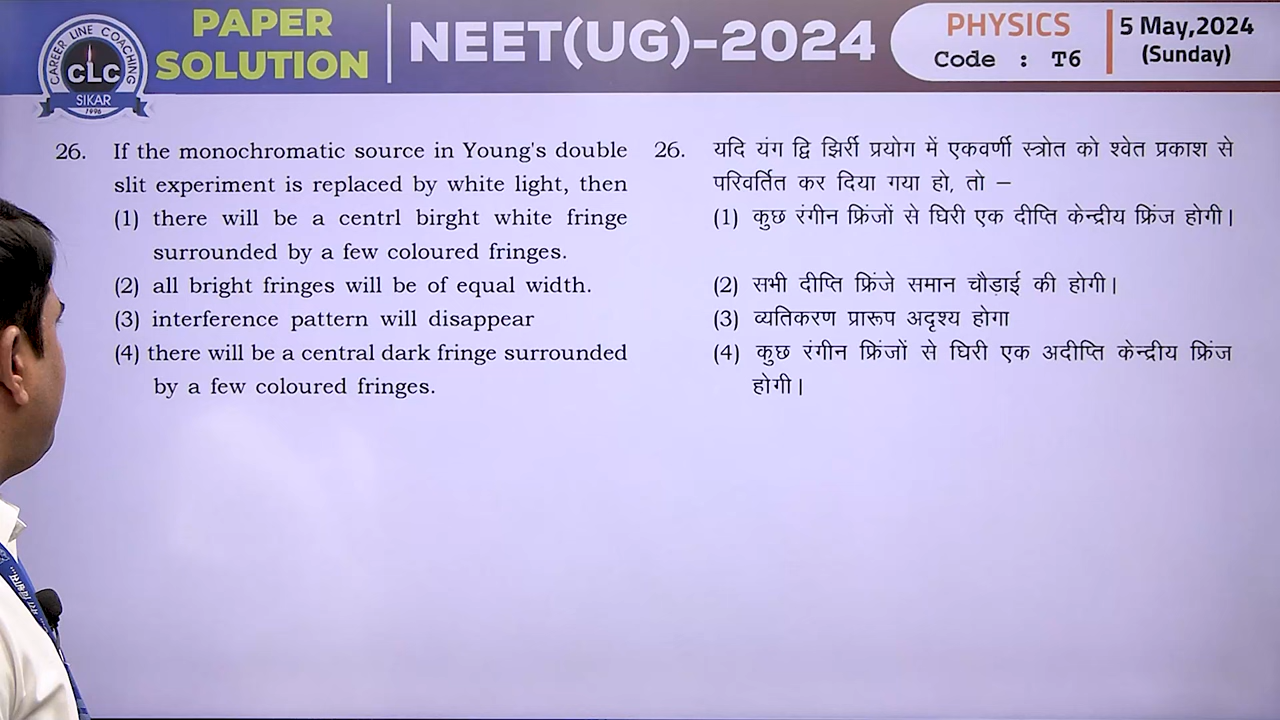 CAREER LINE COACHING
CLC
SIKAR
1996
PAPER
SOLUTION
NEET(UG)-2024
PHYSICS
Code : T6
5 May,2024
(Sunday)
26. If the monochromatic source in Young's double
slit experiment is replaced by white light, then
(1) there will be a centrl birght white fringe
surrounded by a few coloured fringes.
(2) all bright fringes will be of equal width.
(3) interference pattern will disappear
(4) there will be a central dark fringe surrounded
by a few coloured fringes.
26. यदि यंग द्वि झिर्री प्रयोग में एकवर्णी स्त्रोत को श्वेत प्रकाश से
परिवर्तित कर दिया गया हो, तो –
(1) कुछ रंगीन फ्रिंजों से घिरी एक दीप्ति केन्द्रीय फ्रिंज होगी।
(2) सभी दीप्ति फ्रिंजे समान चौड़ाई की होगी।
(3) व्यतिकरण प्रारूप अदृश्य होगा
(4) कुछ रंगीन फ्रिंजों से घिरी एक अदीप्ति केन्द्रीय फ्रिंज
होगी।